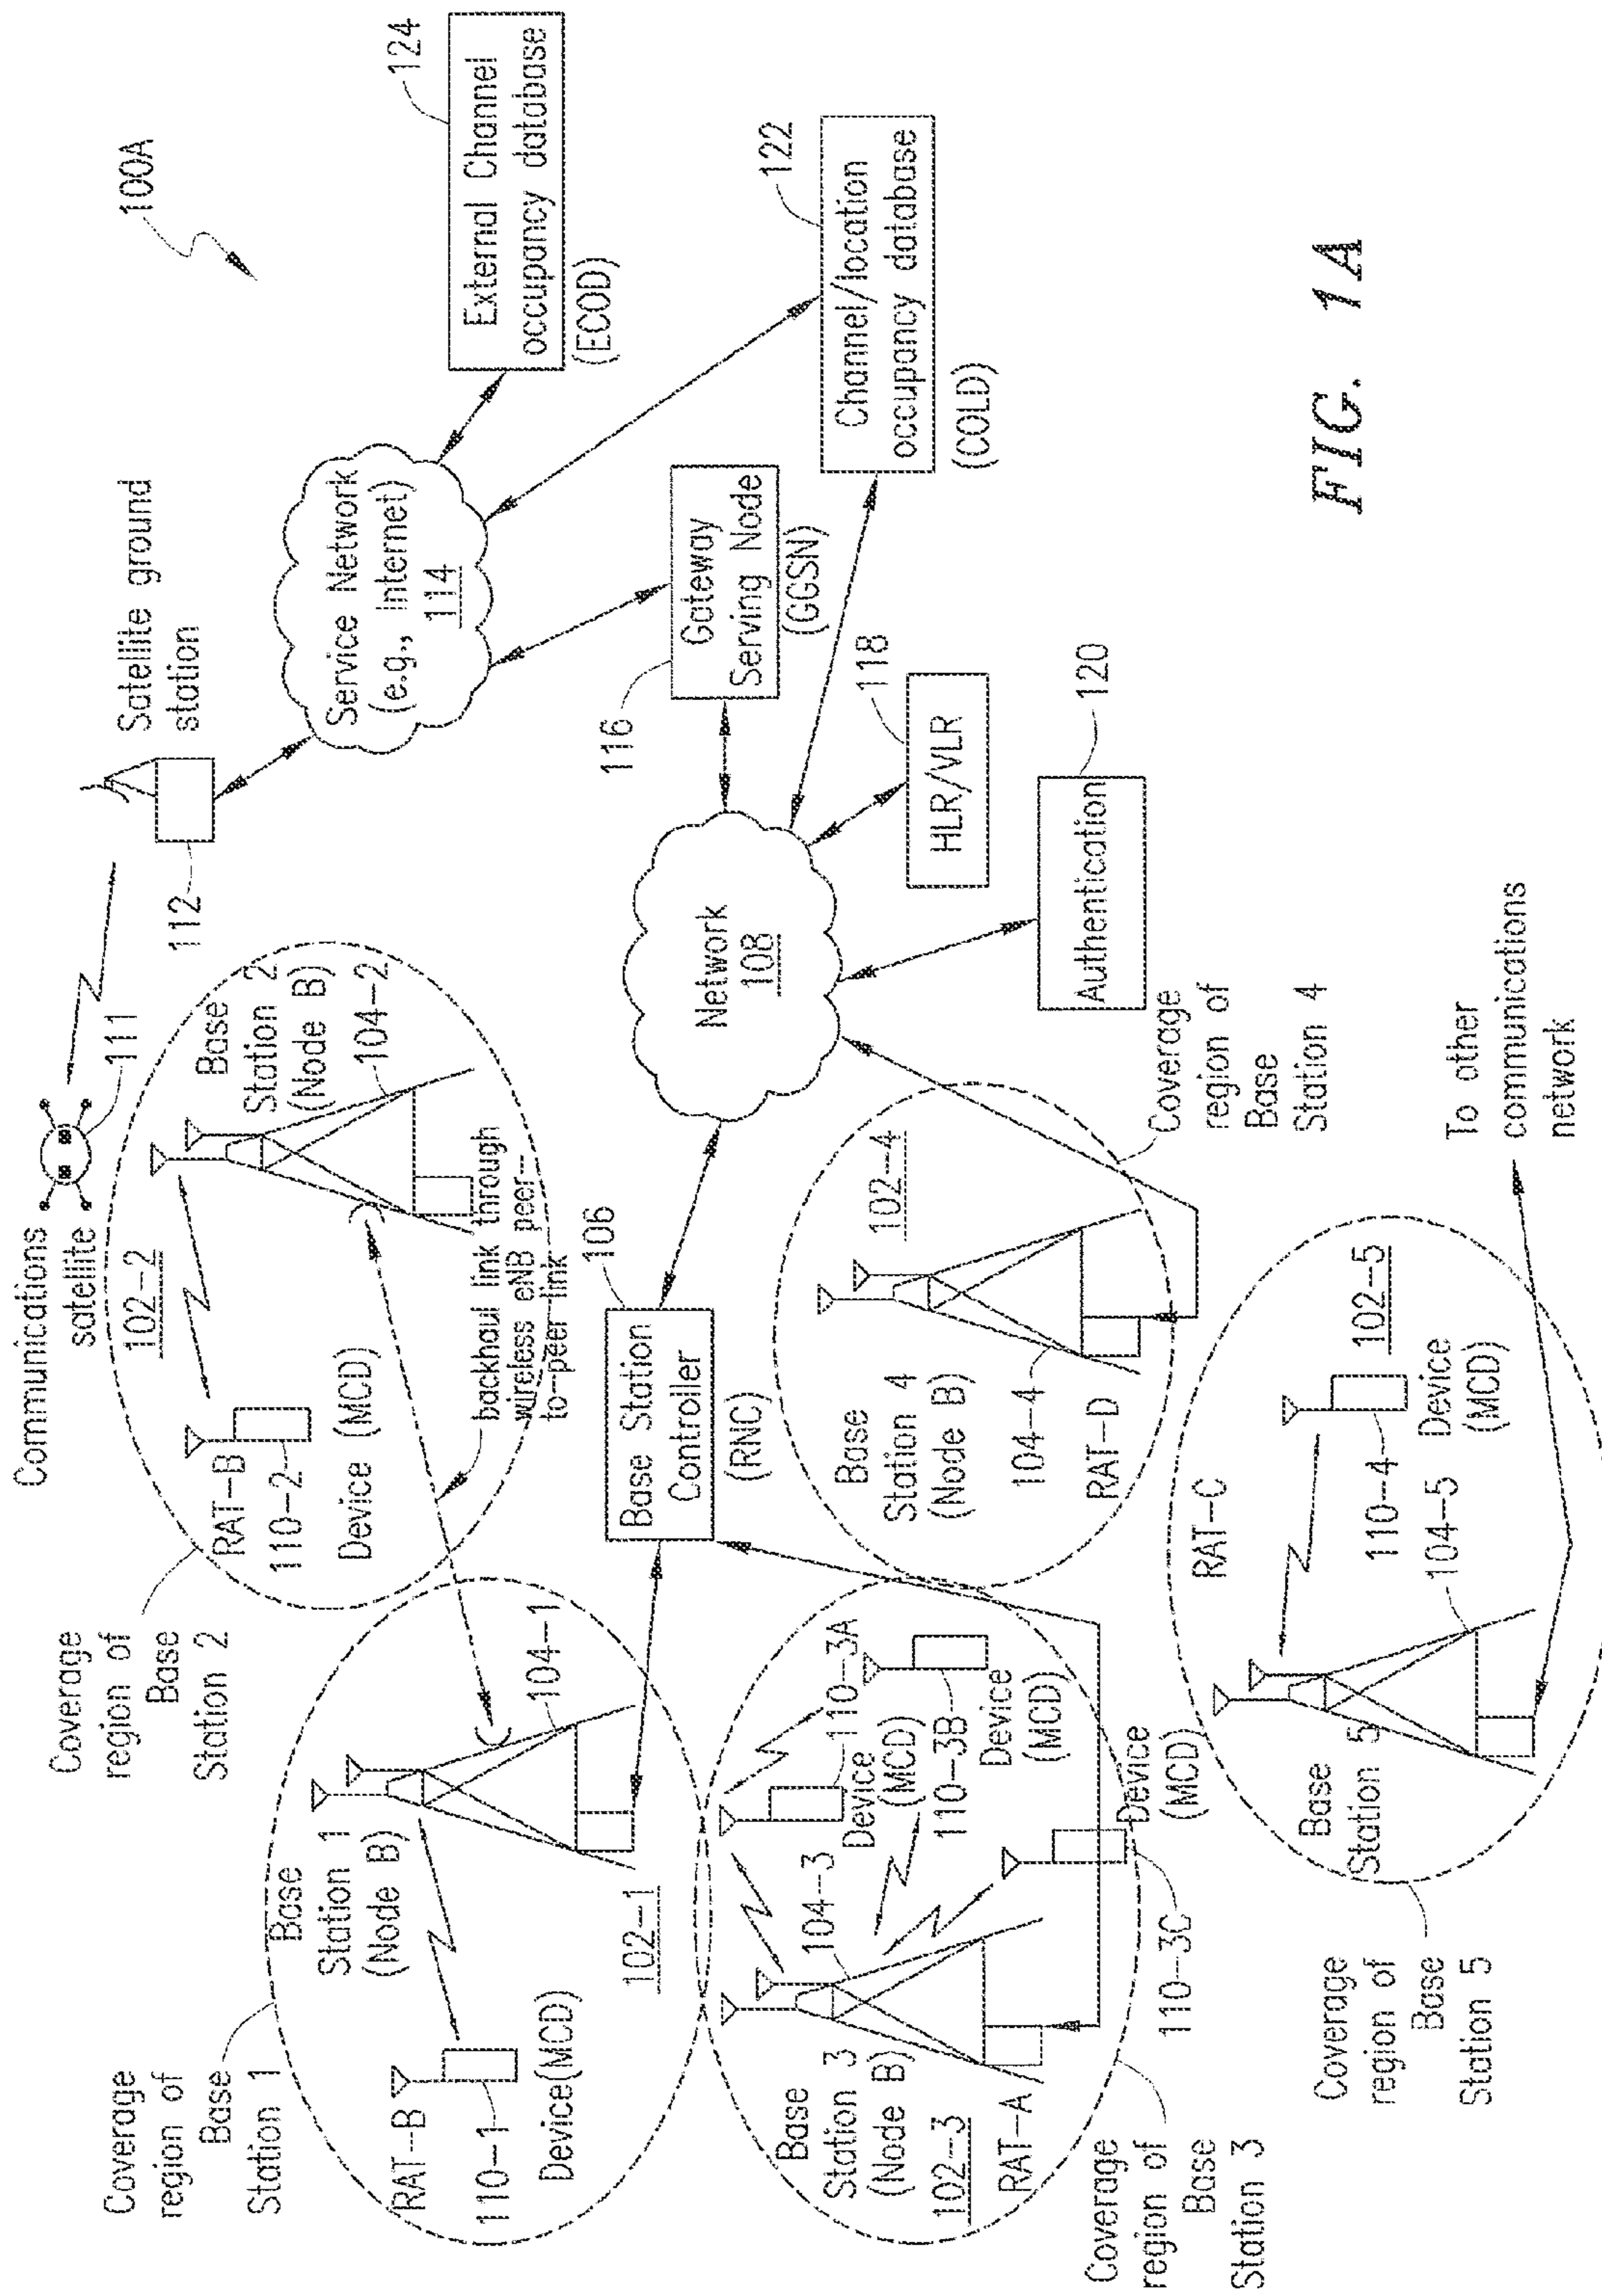 100A
Communications
satellite
111
Satellite ground
station
112
Service Network
(e.g., Internet)
114
External Channel
occupancy database
(ECOD)
124
Channel/location
occupancy database
(COLD)
122
Gateway
Serving Node
(GGSN)
116
HLR/VLR
118
Authentication
120
Network
108
Base Station
Controller
(RNC)
106
Coverage
region of
Base
Station 2
102-2
Base
Station 2
(Node B)
104-2
RAT-B
110-2
Device (MCD)
backhaul link through
wireless eNB peer-
to-peer link
Coverage
region of
Base
Station 1
Base
Station 1
(Node B)
104-1
102-1
RAT-B
110-1
Device(MCD)
Base
Station 3
(Node B)
102-3
RAT-A
104-3
110-3A
Device
(MCD)
110-3B
Device
(MCD)
Device
(MCD)
110-3C
Coverage
region of
Base
Station 3
102-4
Base
Station 4
(Node B)
104-4
RAT-D
Coverage
region of
Base
Station 4
RAT-C
102-5
110-4
Device
(MCD)
104-5
Base
Station 5
Coverage
region of
Base
Station 5
To other
communications
network
FIG. 1A